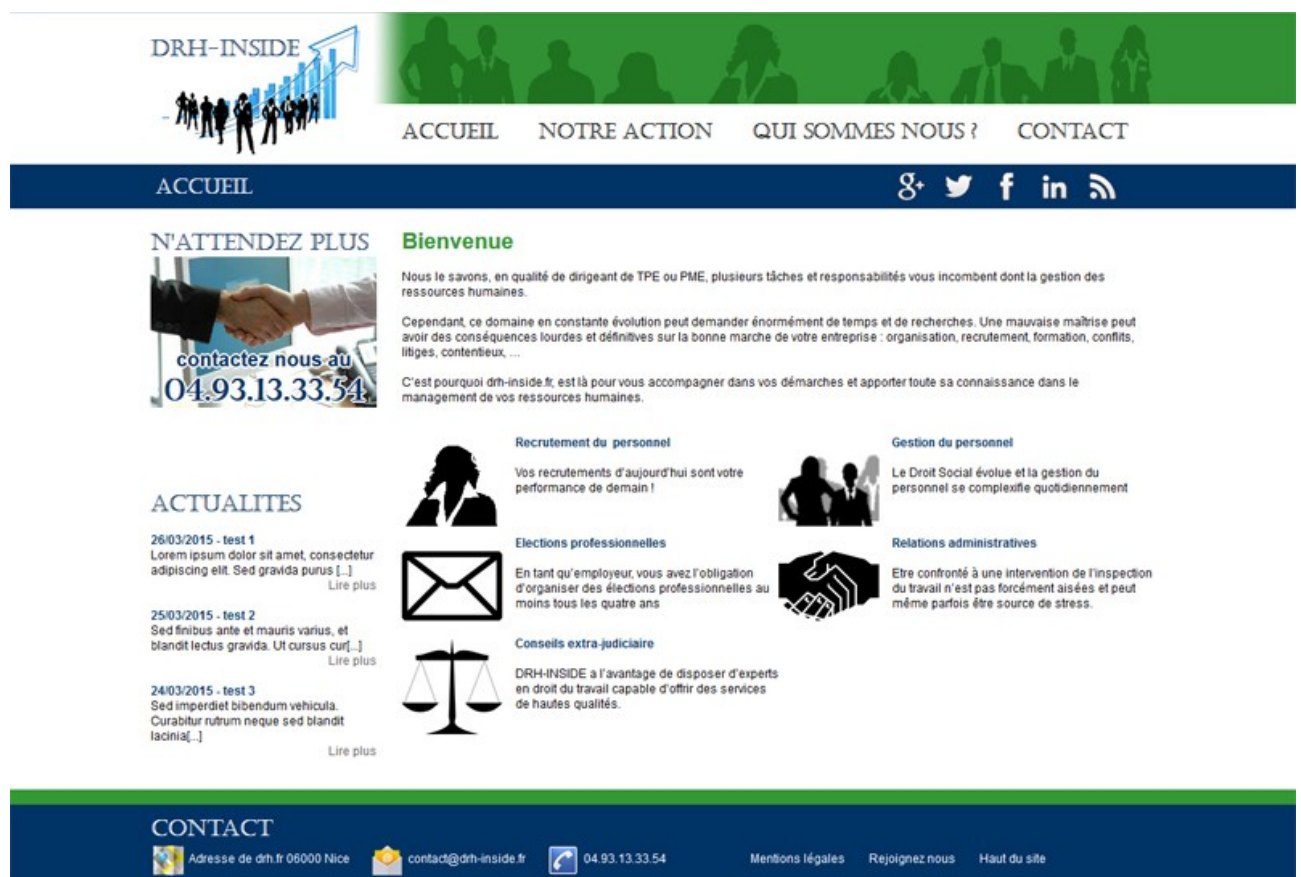 DRH-INSIDE
ACCUEIL NOTRE ACTION QUI SOMMES NOUS ? CONTACT
ACCUEIL
N'ATTENDEZ PLUS
contactez nous au
04.93.13.33.54
ACTUALITES
26/03/2015 - test 1
Lorem ipsum dolor sit amet, consectetur
adipiscing elit. Sed gravida purus [...]
Lire plus
25/03/2015 - test 2
Sed finibus ante et mauris varius, et
blandit lectus gravida. Ut cursus cur[...]
Lire plus
24/03/2015 - test 3
Sed imperdiet bibendum vehicula.
Curabitur rutrum neque sed blandit
lacinia[...]
Lire plus
Bienvenue
Nous le savons, en qualité de dirigeant de TPE ou PME, plusieurs tâches et responsabilités vous incombent dont la gestion des
ressources humaines.
Cependant, ce domaine en constante évolution peut demander énormément de temps et de recherches. Une mauvaise maîtrise peut
avoir des conséquences lourdes et définitives sur la bonne marche de votre entreprise : organisation, recrutement, formation, conflits,
litiges, contentieux, ...
C'est pourquoi drh-inside.fr, est là pour vous accompagner dans vos démarches et apporter toute sa connaissance dans le
management de vos ressources humaines.
Recrutement du personnel
Vos recrutements d'aujourd'hui sont votre
performance de demain !
Gestion du personnel
Le Droit Social évolue et la gestion du
personnel se complexifie quotidiennement
Elections professionnelles
En tant qu'employeur, vous avez l'obligation
d'organiser des élections professionnelles au
moins tous les quatre ans
Relations administratives
Etre confronté à une intervention de l'inspection
du travail n'est pas forcément aisées et peut
même parfois être source de stress.
Conseils extra-judiciaire
DRH-INSIDE a l'avantage de disposer d'experts
en droit du travail capable d'offrir des services
de hautes qualités.
CONTACT
Adresse de drh.fr 06000 Nice contact@drh-inside.fr 04.93.13.33.54 Mentions légales Rejoignez nous Haut du site